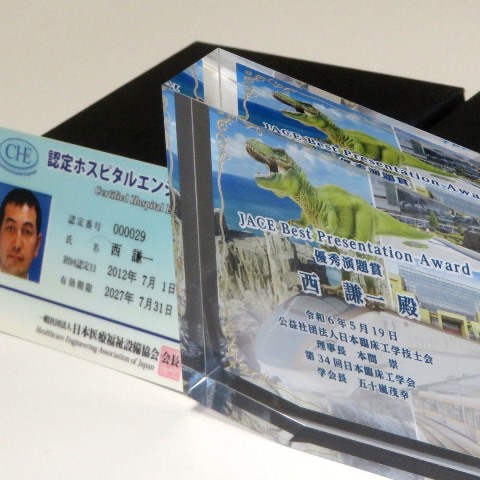 CHE
認定ホスピタルエンジ
Certified Hospital E
認定番号 000029
氏 名 西 謙一
初回認定日 2012年 7月 1日
有効期限 2027年 7月31日
一般社団法人日本医療福祉設備協会 会長
Healthcare Engineering Association of Japan
JACE Best Presentation Award
優秀演題賞
西 謙一 殿
令和6年5月19日
公益社団法人日本臨床工学技士会
理事長 本間 崇
第34回日本臨床工学会
学会長 五十嵐茂幸